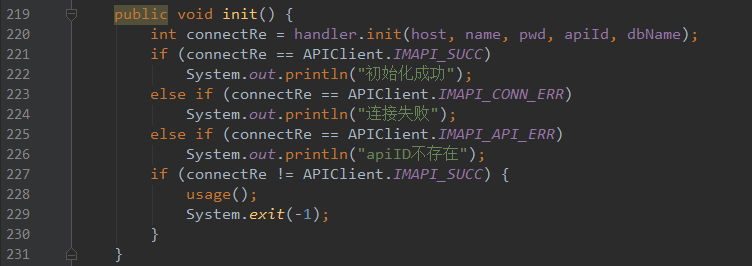 219 public void init() {
220 int connectRe = handler.init(host, name, pwd, apiId, dbName);
221 if (connectRe == APIClient.IMAPI_SUCC)
222 System.out.println("初始化成功");
223 else if (connectRe == APIClient.IMAPI_CONN_ERR)
224 System.out.println("连接失败");
225 else if (connectRe == APIClient.IMAPI_API_ERR)
226 System.out.println("apiID不存在");
227 if (connectRe != APIClient.IMAPI_SUCC) {
228 usage();
229 System.exit(-1);
230 }
231 }